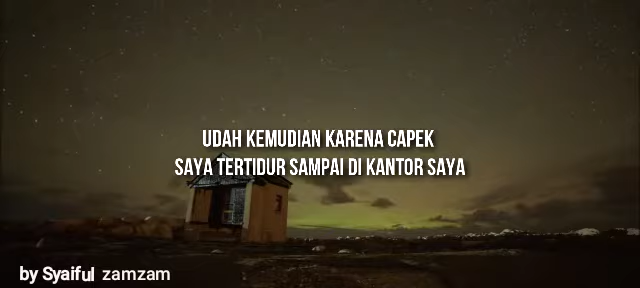 UDAH KEMUDIAN KARENA CAPEK
SAYA TERTIDUR SAMPAI DI KANTOR SAYA
by Syaiful zamzam